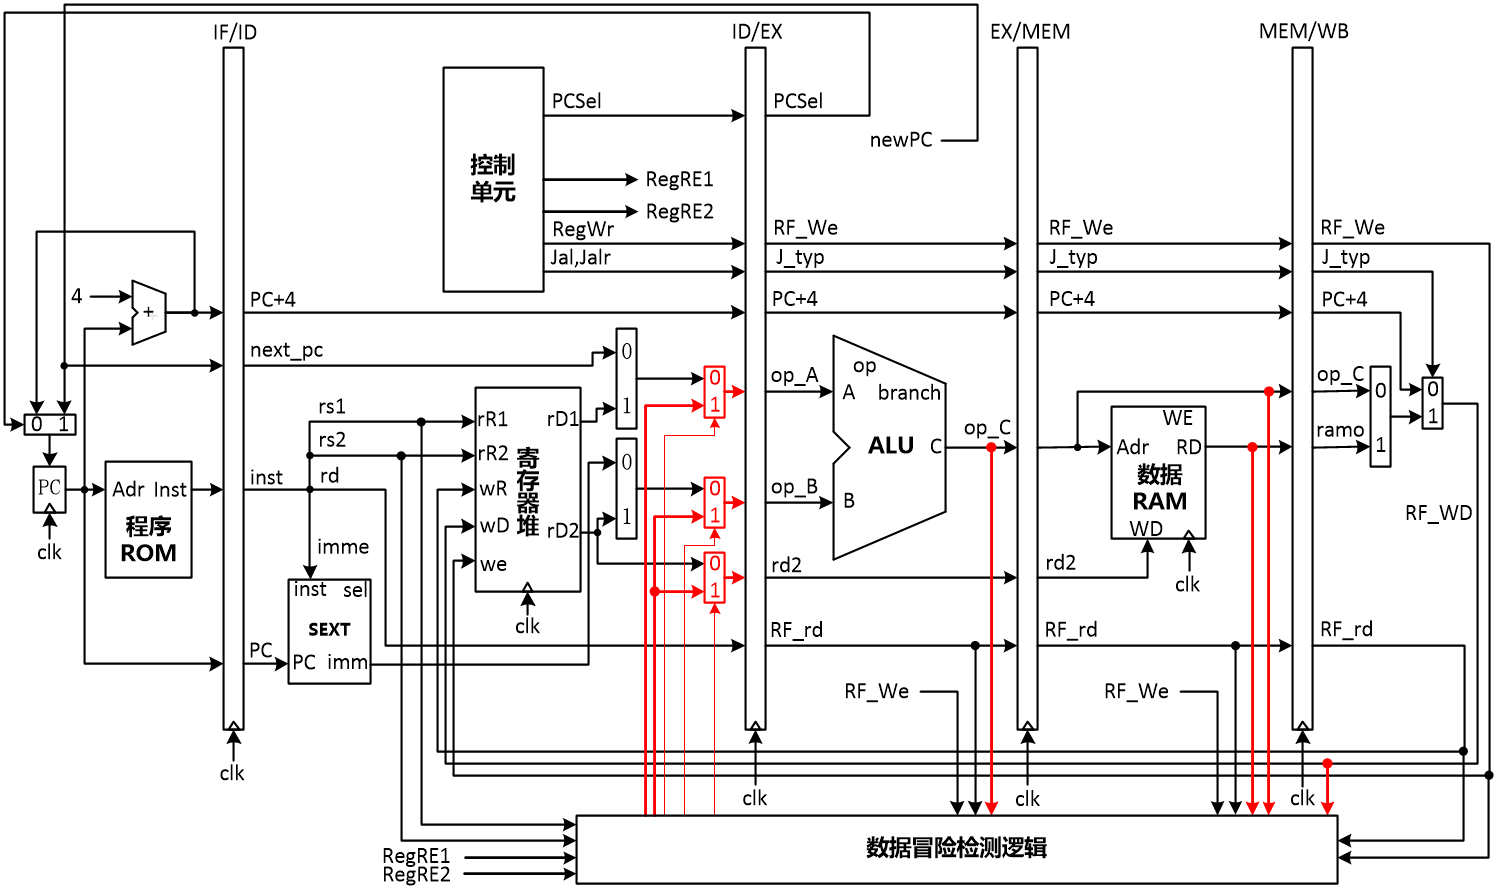 IF/ID
ID/EX
EX/MEM
MEM/WB
PCSel
PCSel
newPC
控制
单元
RegRE1
RegRE2
RegWr
RF_We
RF_We
RF_We
Jal,Jalr
J_typ
J_typ
J_typ
4
+
PC+4
PC+4
PC+4
PC+4
next_pc
0
1
0
1
op_A
A
op
branch
op_C
0
1
0
1
rs1
rR1
rD1
WE
0 1
rs2
rR2
寄存器堆
ALU
C
op_C
Adr
RD
ramo
PC
Adr
Inst
inst
rd
wR
0
1
0
1
op_B
B
数据
RAM
程序
ROM
wD
rD2
WD
RF_WD
clk
imme
we
0
1
rd2
rd2
clk
inst
sel
clk
SEXT
RF_rd
RF_rd
RF_rd
PC
PC
imm
RF_We
RF_We
clk
clk
clk
clk
数据冒险检测逻辑
RegRE1
RegRE2